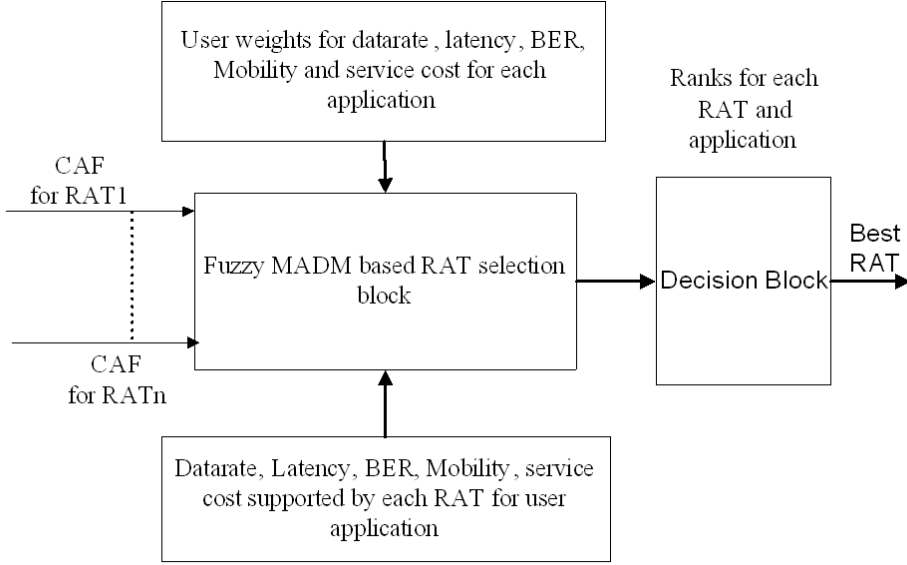 User weights for datarate , latency, BER,
Mobility and service cost for each
application
Ranks for each
RAT and
application
CAF
for RAT1
Fuzzy MADM based RAT selection
block
Decision Block
Best
RAT
CAF
for RATn
Datarate, Latency, BER, Mobility , service
cost supported by each RAT for user
application